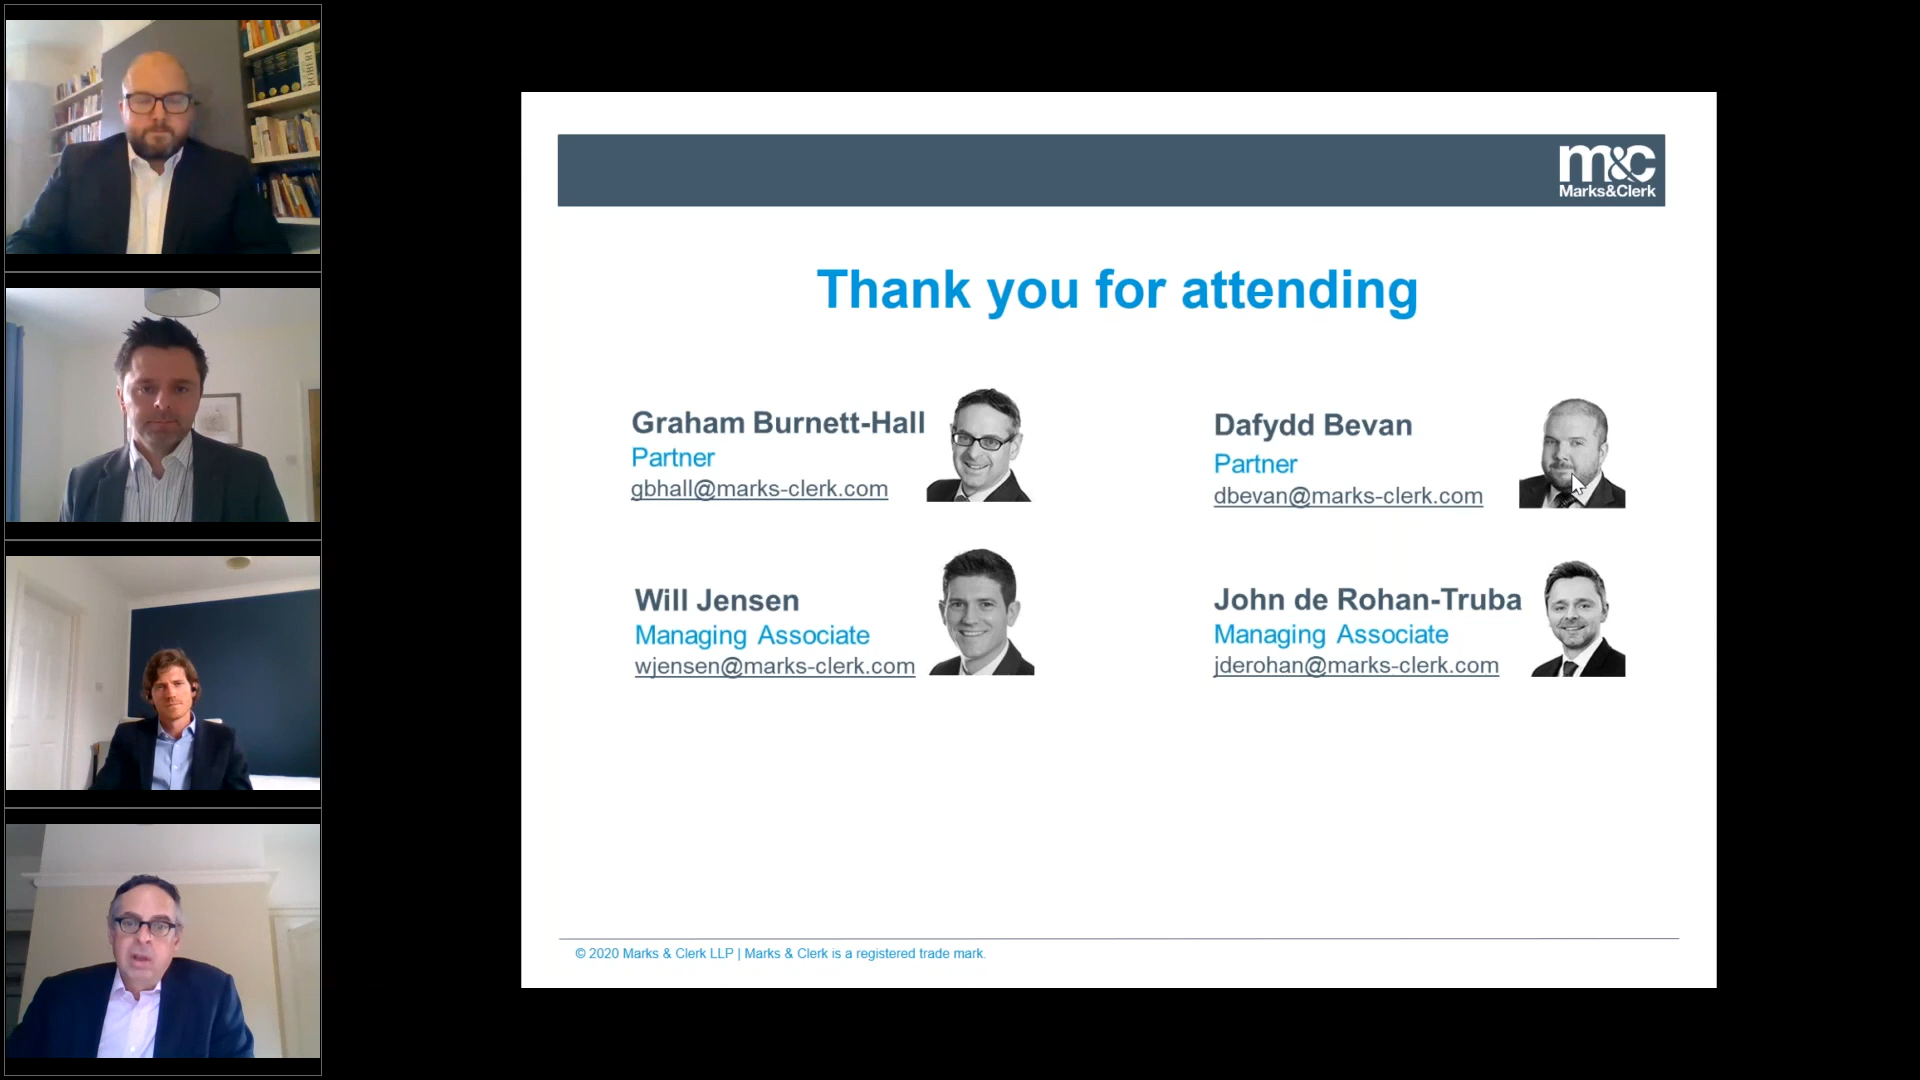 m&c
Marks&Clerk
Thank you for attending
Graham Burnett-Hall
Partner
gbhall@marks-clerk.com
Dafydd Bevan
Partner
dbevan@marks-clerk.com
Will Jensen
Managing Associate
wjensen@marks-clerk.com
John de Rohan-Truba
Managing Associate
jderohan@marks-clerk.com
© 2020 Marks & Clerk LLP | Marks & Clerk is a registered trade mark.